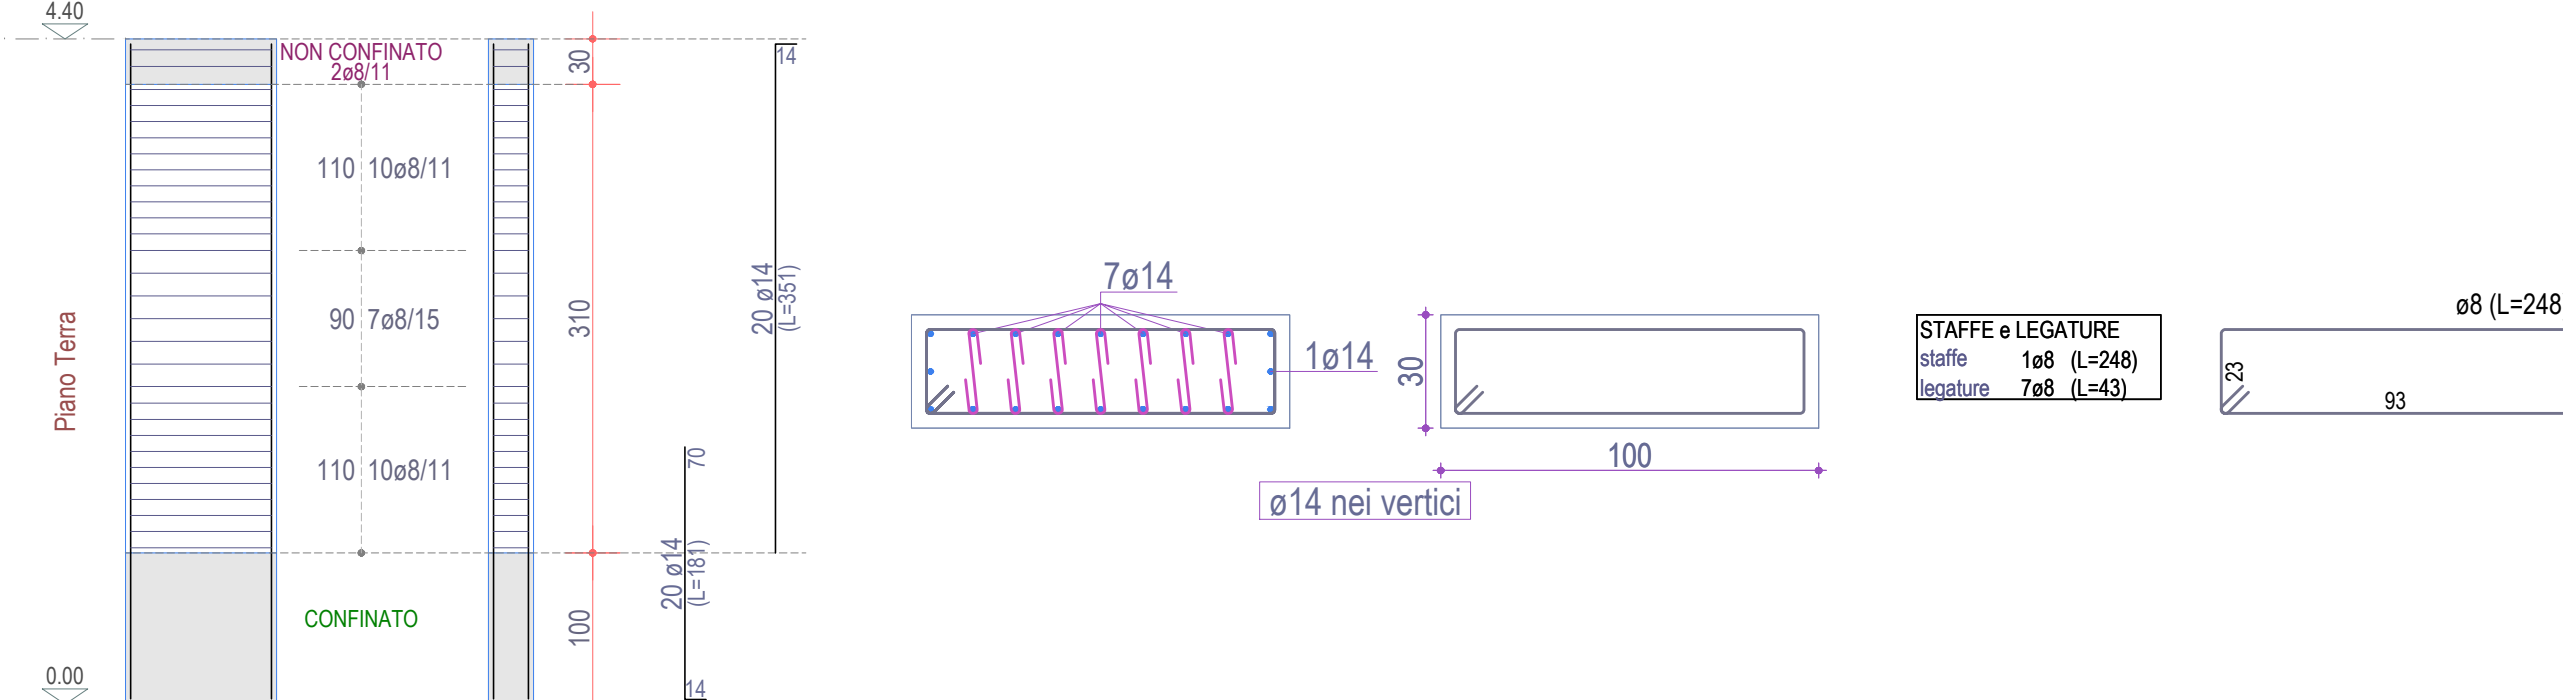 4.40
NON CONFINATO
2ø8/11
30
14
110 10ø8/11
90 7ø8/15
110 10ø8/11
310
20 ø14
(L=351)
Piano Terra
70
20 ø14
(L=181)
CONFINATO
100
0.00
14
7ø14
1ø14
30
100
ø14 nei vertici
STAFFE e LEGATURE
staffe 1ø8 (L=248)
legature 7ø8 (L=43)
ø8 (L=248
23
93